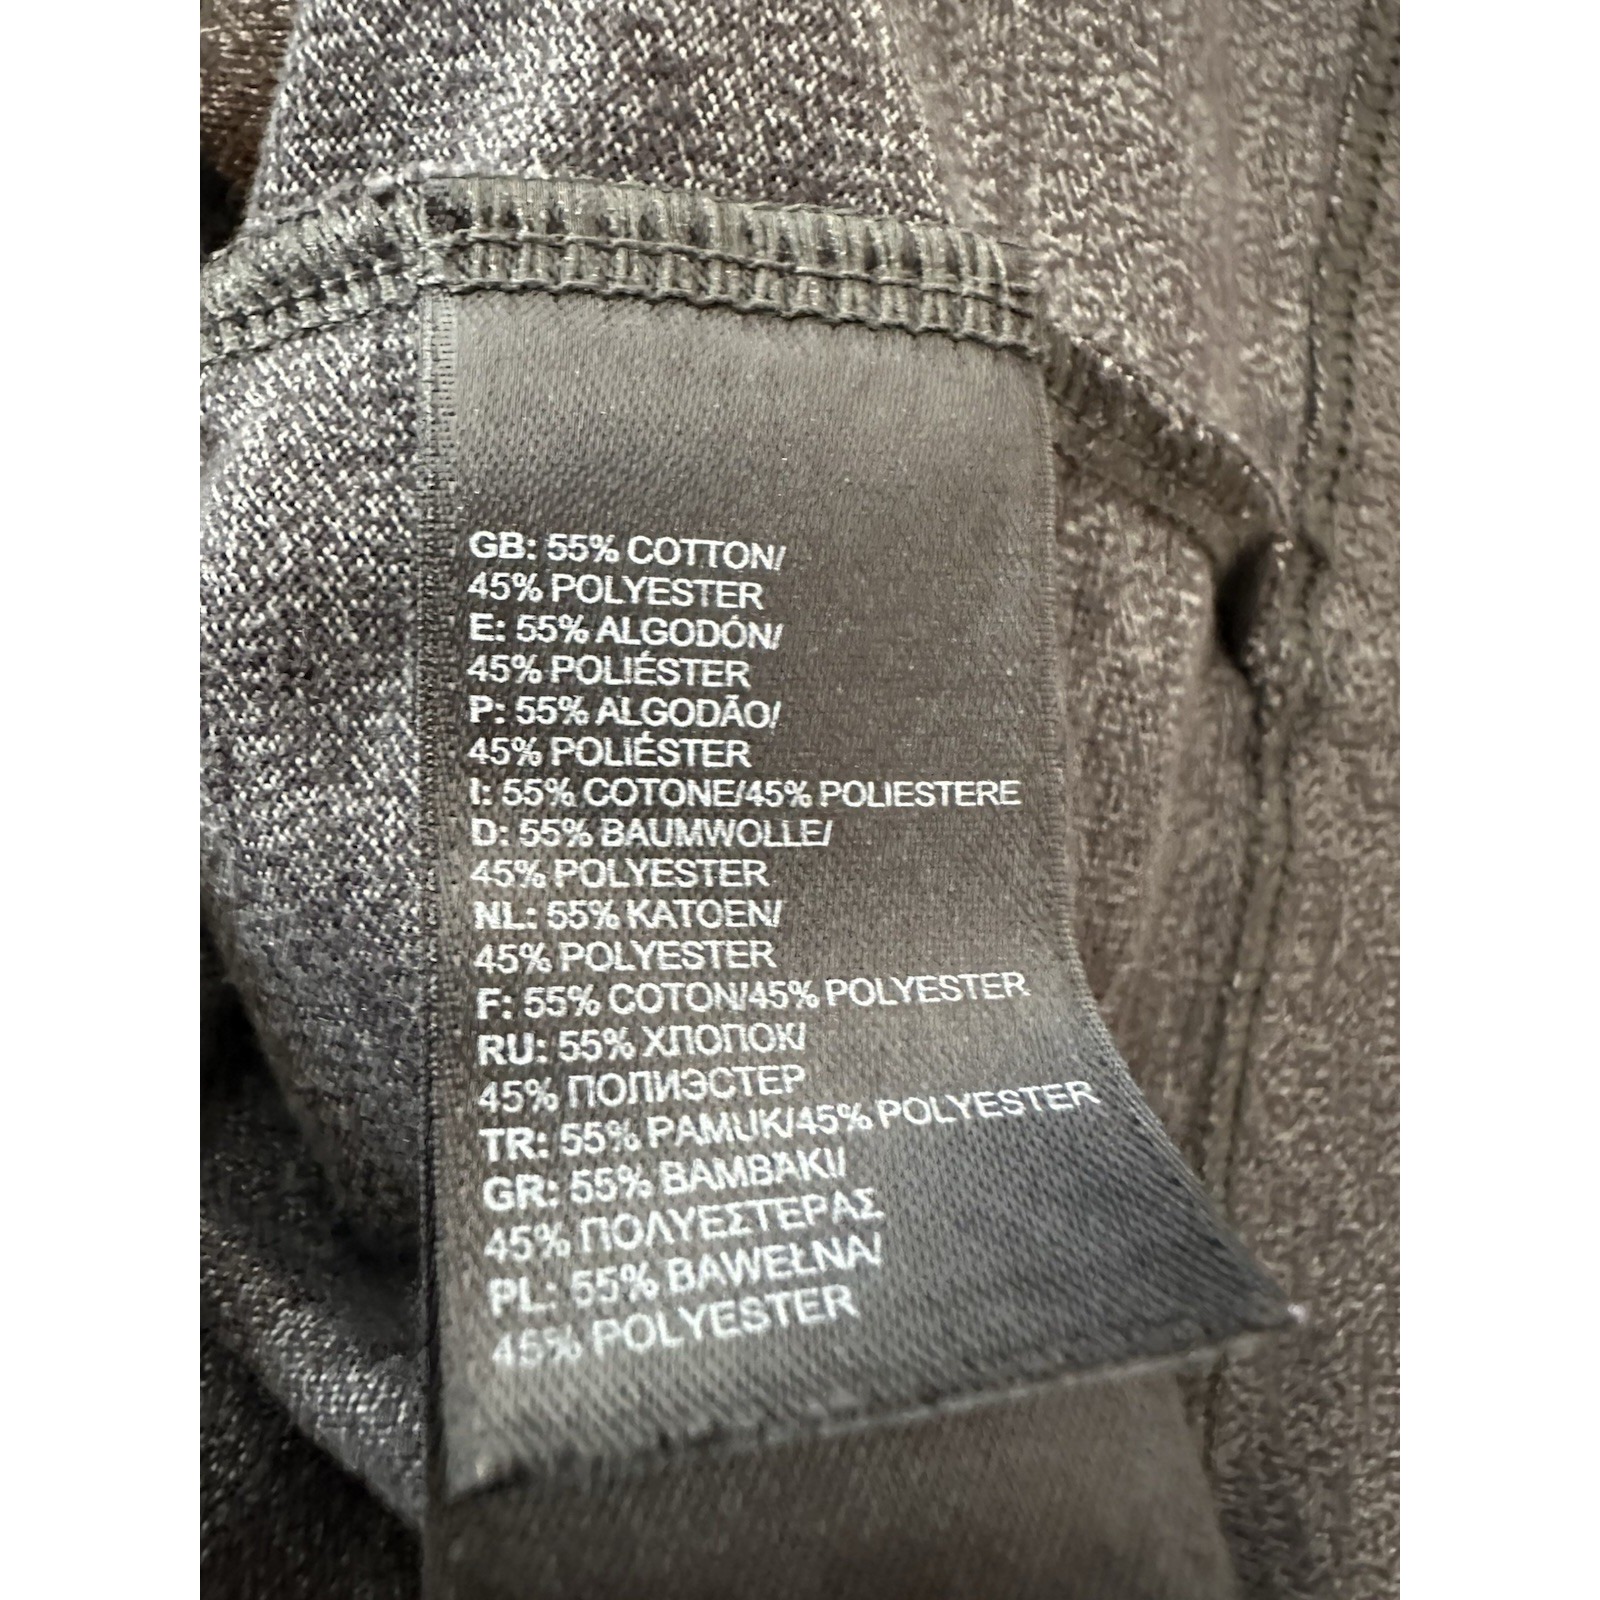 GB: 55% COTTON/
45% POLYESTER
E: 55% ALGODÓN/
45% POLIÉSTER
P: 55% ALGODÃO/
45% POLIÉSTER
I: 55% COTONE/45% POLIESTERE
D: 55% BAUMWOLLE/
45% POLYESTER
NL: 55% KATOEN/
45% POLYESTER
F: 55% COTON/45% POLYESTER
RU: 55% ХЛОПОК/
45% ПОЛИЭСТЕР
TR: 55% PAMUK/45% POLYESTER
GR: 55% ΒΑΜΒΆΚΙ/
45% ΠΟΛΥΕΣΤΕΡΑΣ
PL: 55% BAWEŁNA/
45% POLYESTER